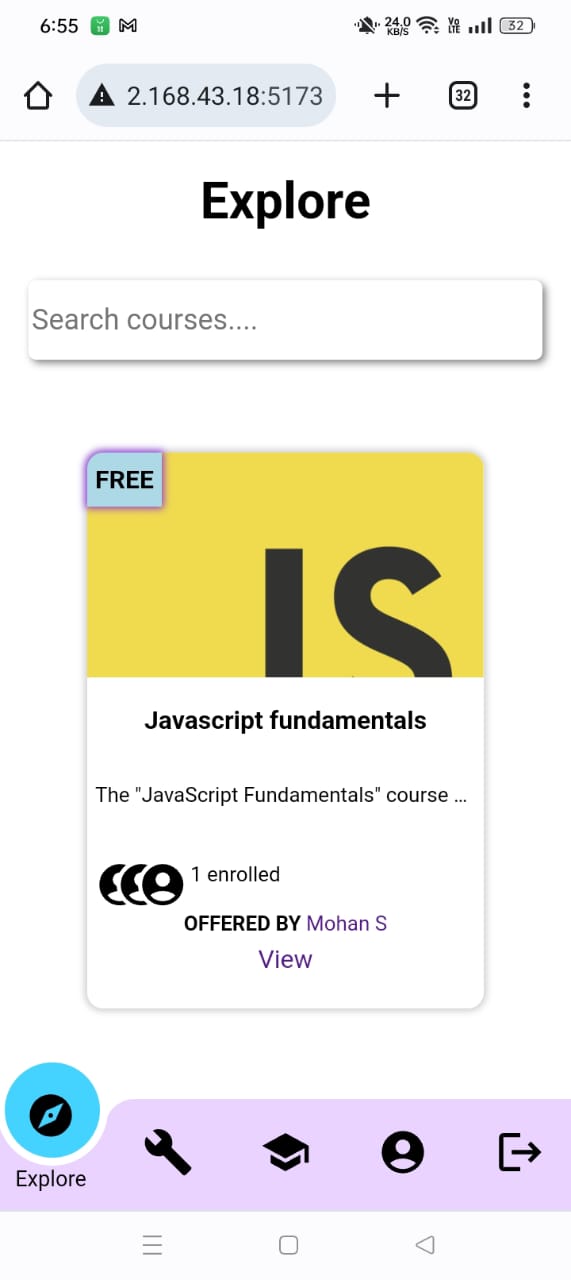 6:55 24.0 KB/S Vo LTE 32
2.168.43.18:5173 32
Explore
Search courses....
FREE
JS
Javascript fundamentals
The "JavaScript Fundamentals" course ...
1 enrolled
OFFERED BY Mohan S
View
Explore